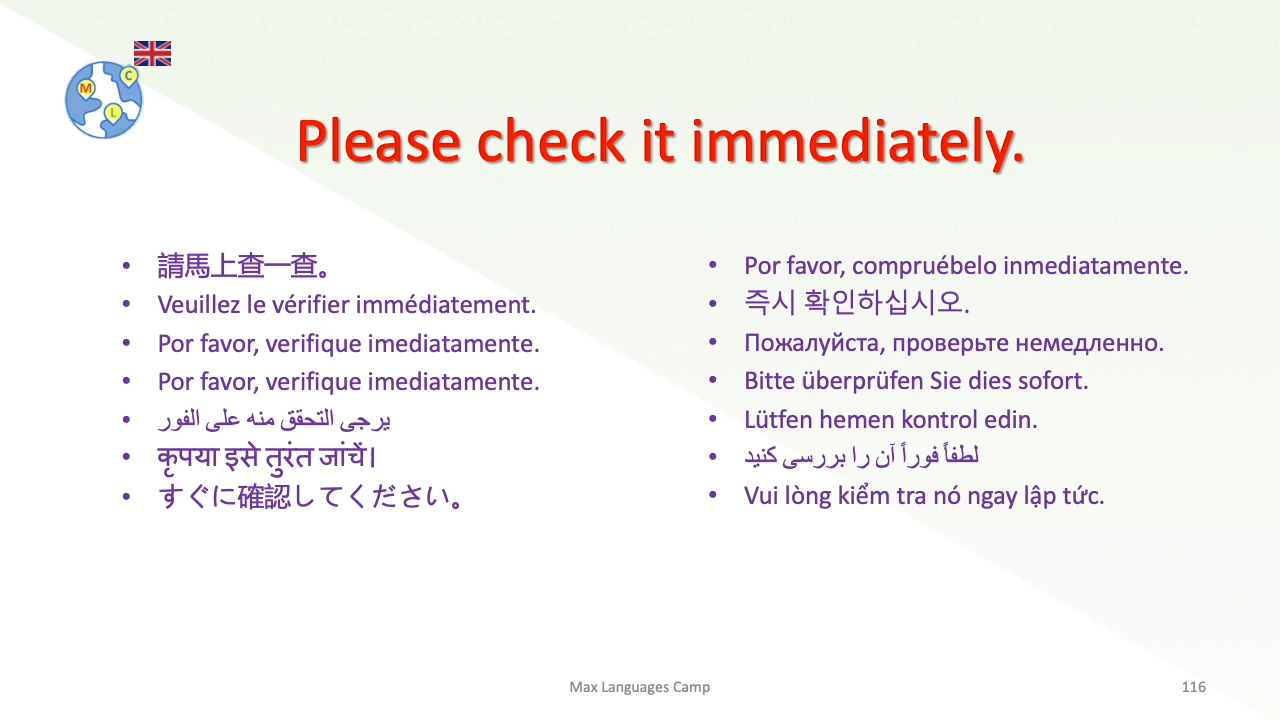 M C L
Please check it immediately.
• 請馬上查一查。
• Veuillez le vérifier immédiatement.
• Por favor, verifique imediatamente.
• Por favor, verifique imediatamente.
• يرجى التحقق منه على الفور
• कृपया इसे तुरंत जांचें।
• すぐに確認してください。
• Por favor, compruébelo inmediatamente.
• 즉시 확인하십시오.
• Пожалуйста, проверьте немедленно.
• Bitte überprüfen Sie dies sofort.
• Lütfen hemen kontrol edin.
• لطفاً فوراً آن را بررسی کنید
• Vui lòng kiểm tra nó ngay lập tức.
Max Languages Camp
116